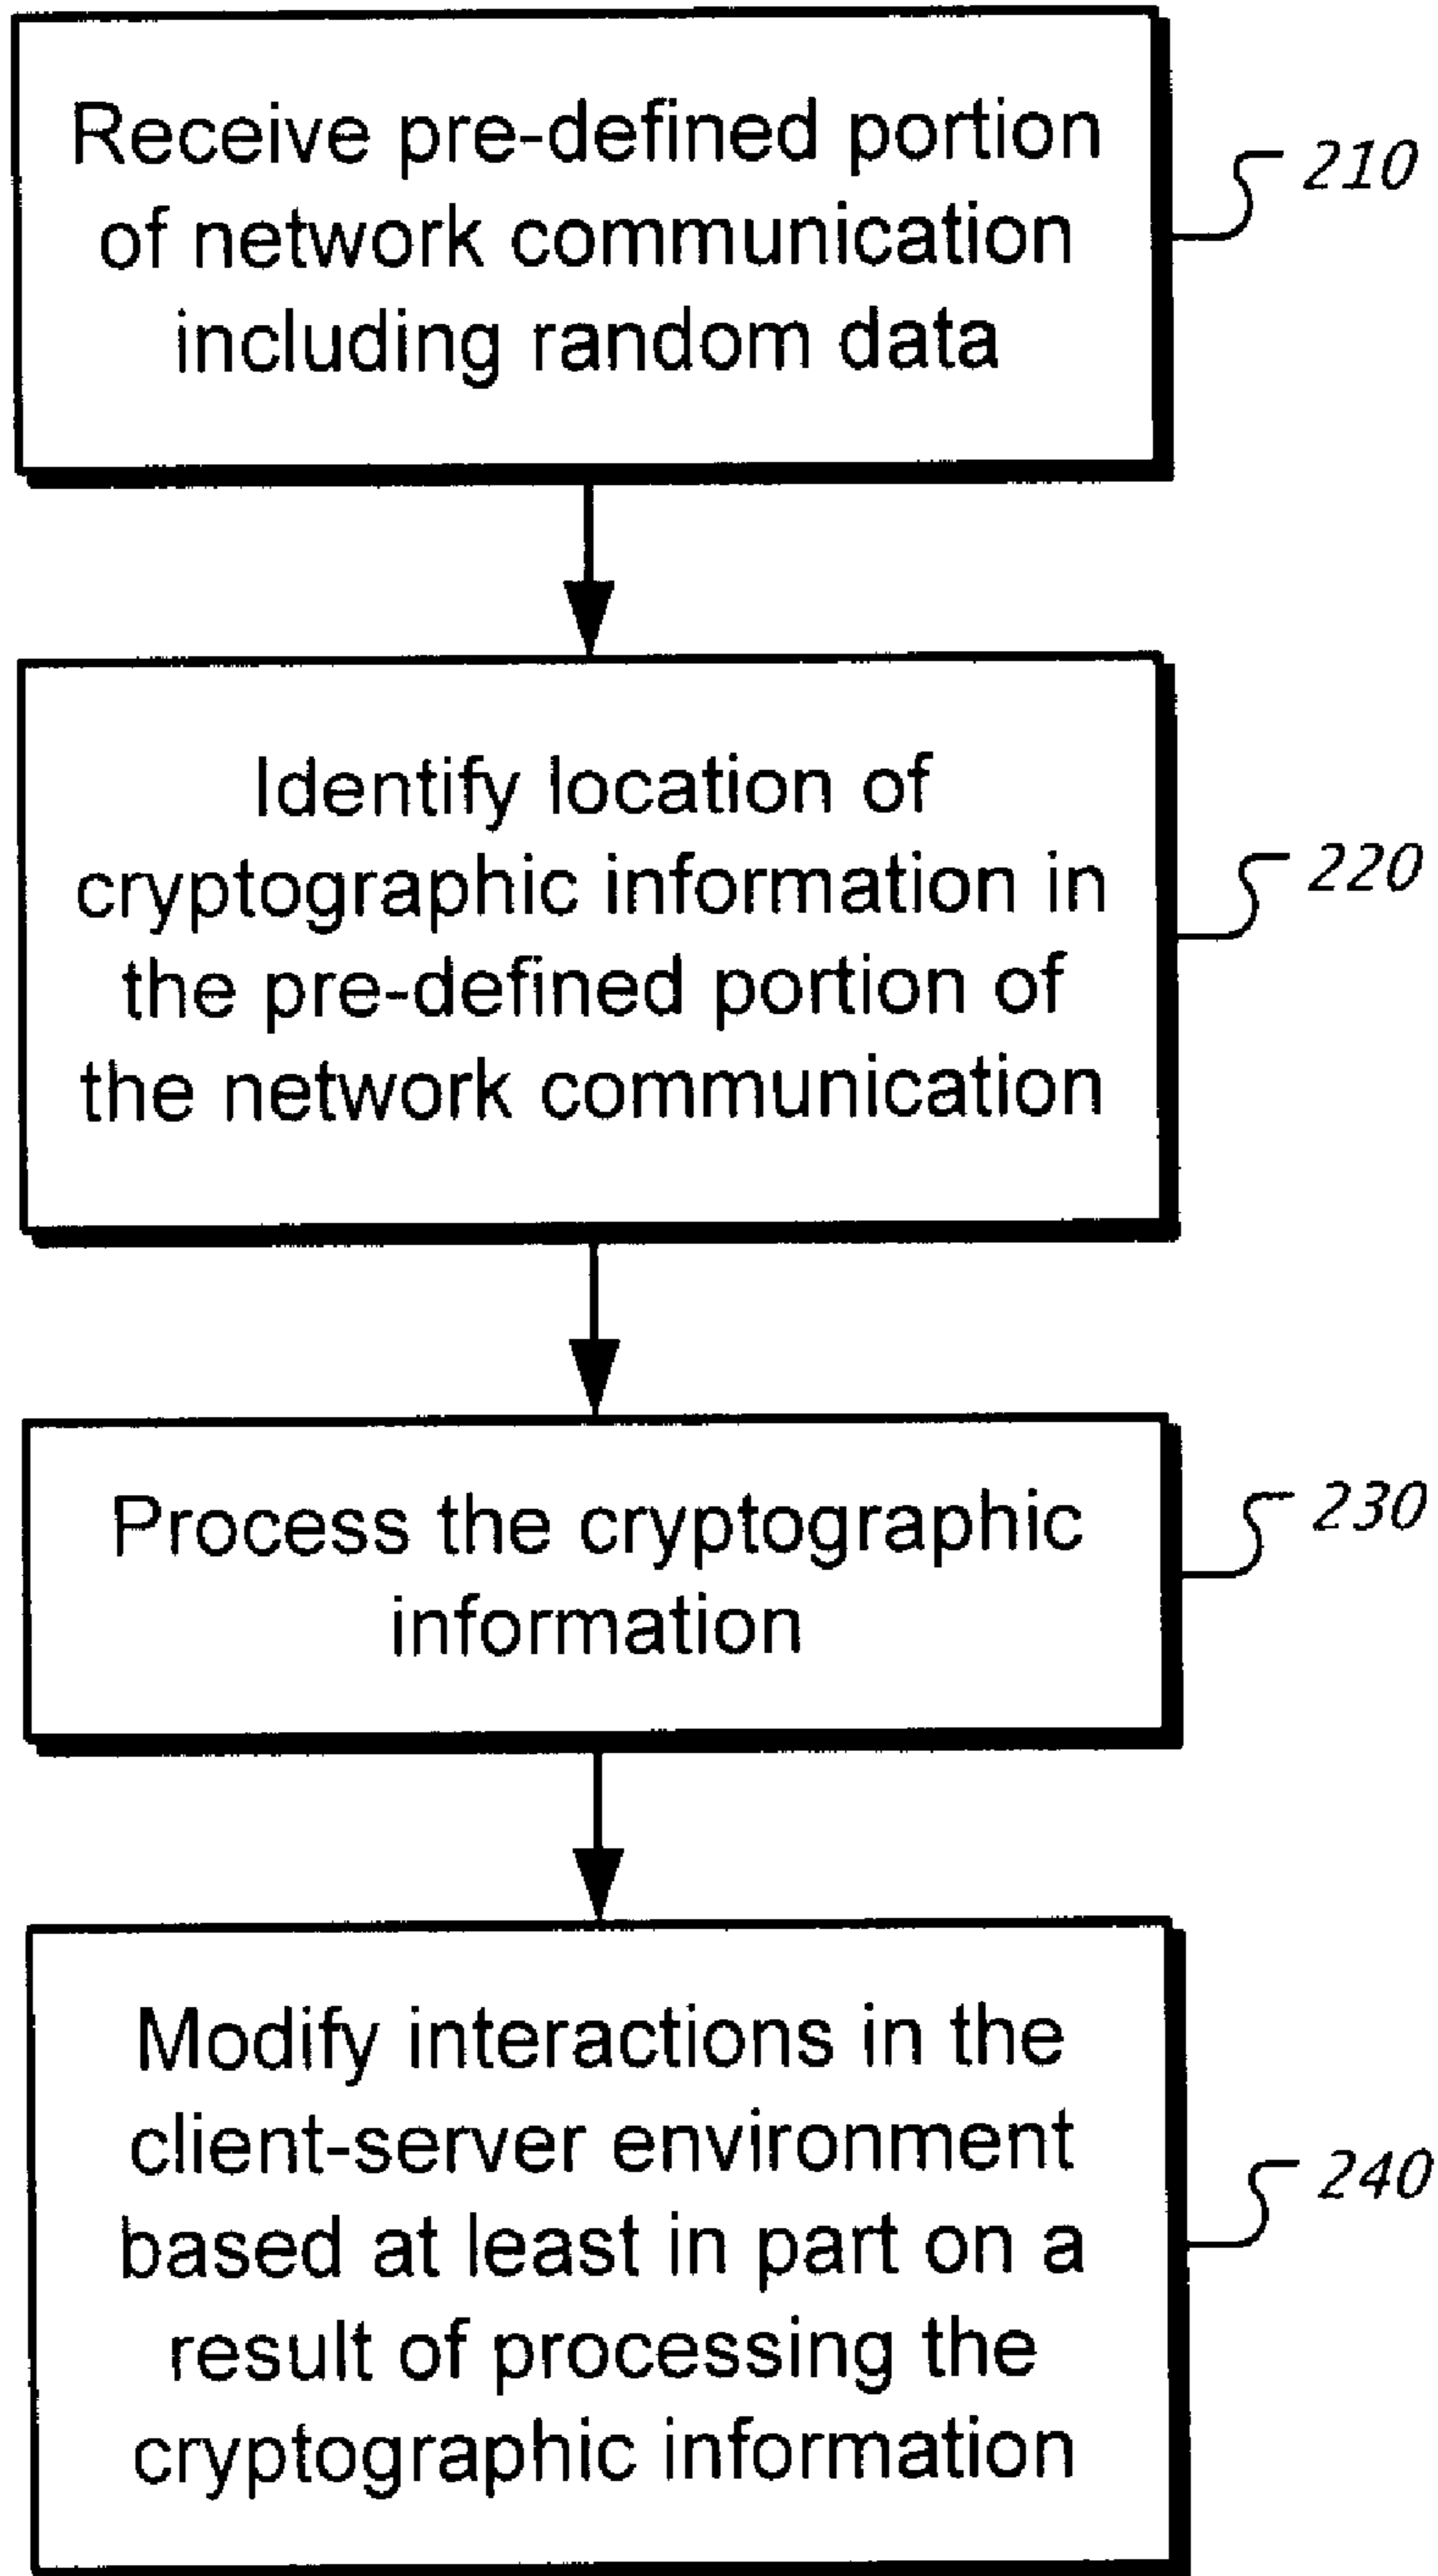 Receive pre-defined portion
of network communication
including random data
210
Identify location of
cryptographic information in
the pre-defined portion of
the network communication
220
Process the cryptographic
information
230
Modify interactions in the
client-server environment
based at least in part on a
result of processing the
cryptographic information
240